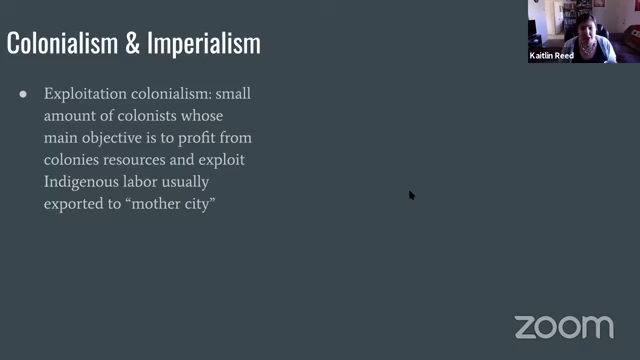 Colonialism & Imperialism
Kaitlin Reed
● Exploitation colonialism: small
amount of colonists whose
main objective is to profit from
colonies resources and exploit
Indigenous labor usually
exported to “mother city”
zoom